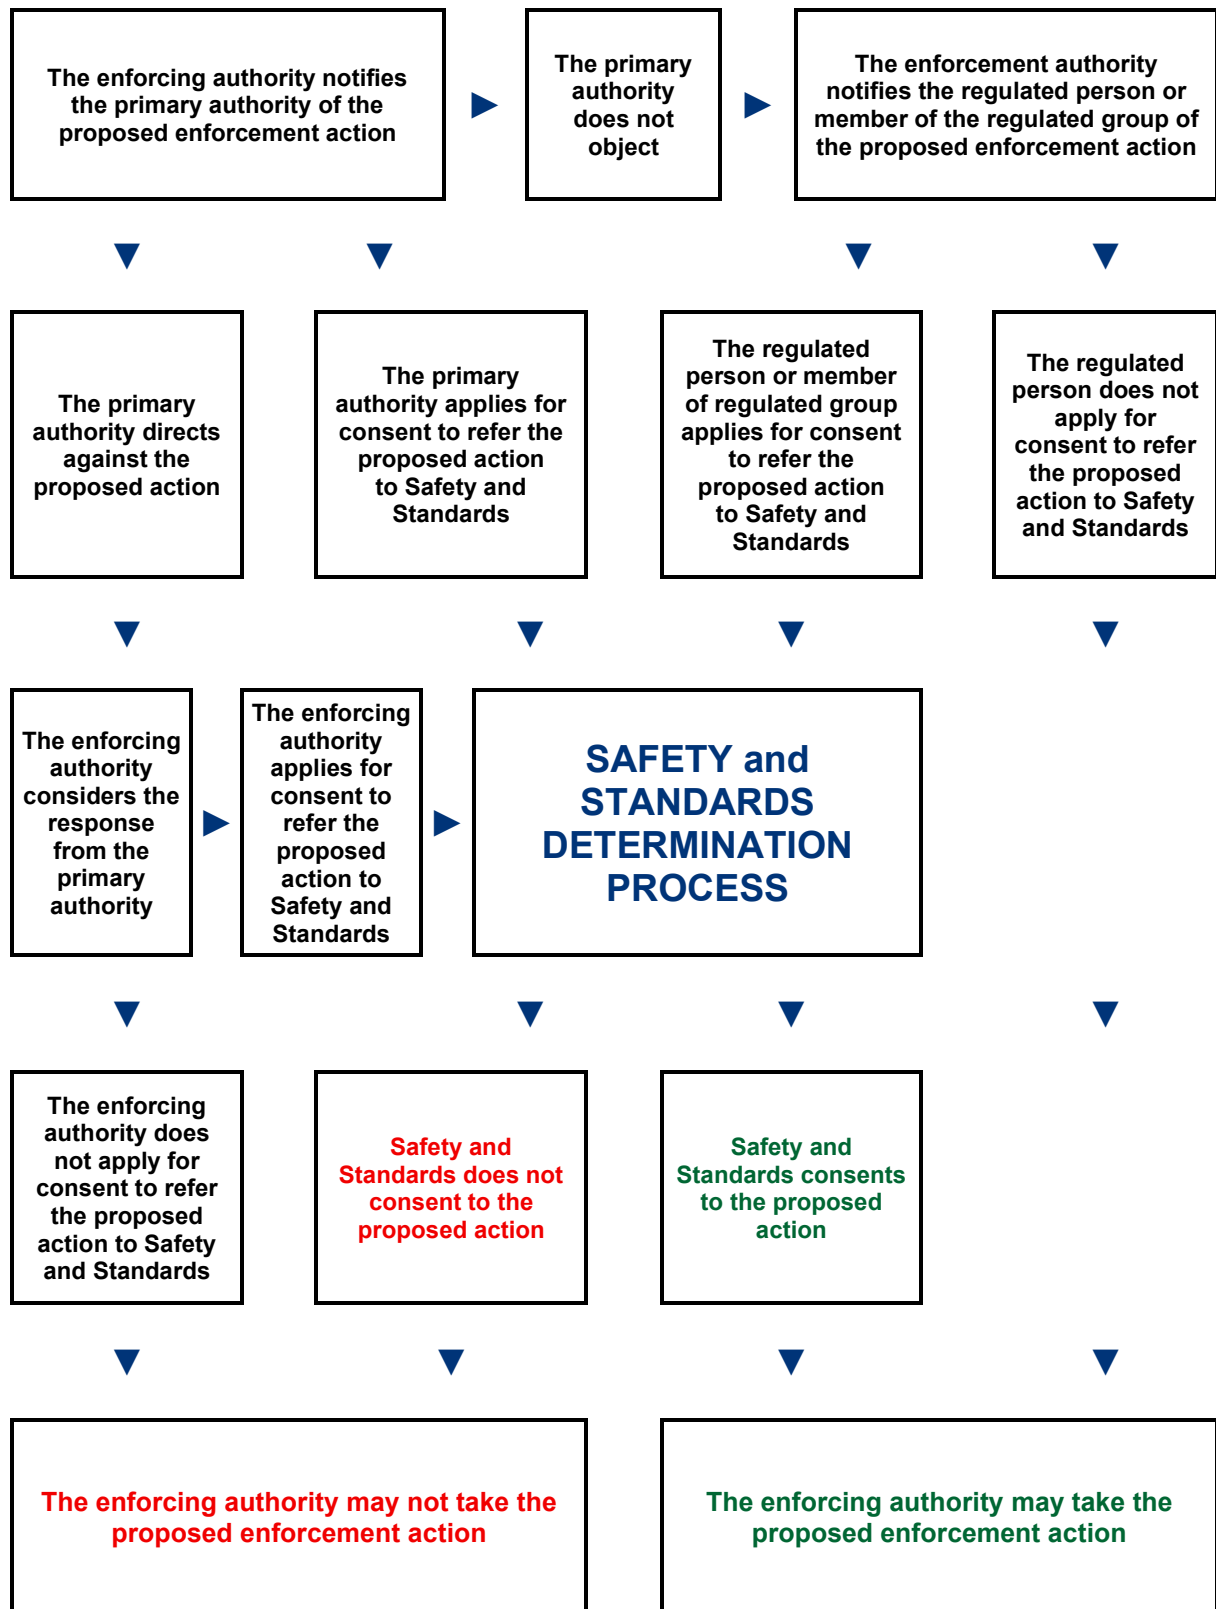 The enforcing authority notifies
the primary authority of the
proposed enforcement action
The primary
authority
does not
object
The enforcement authority
notifies the regulated person or
member of the regulated group of
the proposed enforcement action
The primary
authority directs
against the
proposed action
The primary
authority applies for
consent to refer the
proposed action
to Safety and
Standards
The regulated
person or member
of regulated group
applies for consent
to refer the
proposed action
to Safety and
Standards
The regulated
person does not
apply for
consent to refer
the proposed
action to Safety
and Standards
The enforcing
authority
considers the
response
from the
primary
authority
The enforcing
authority
applies for
consent to
refer the
proposed
action to
Safety and
Standards
SAFETY and
STANDARDS
DETERMINATION
PROCESS
The enforcing
authority does
not apply for
consent to refer
the proposed
action to Safety
and Standards
Safety and
Standards does not
consent to the
proposed action
Safety and
Standards consents
to the proposed
action
The enforcing authority may not take the
proposed enforcement action
The enforcing authority may take the
proposed enforcement action